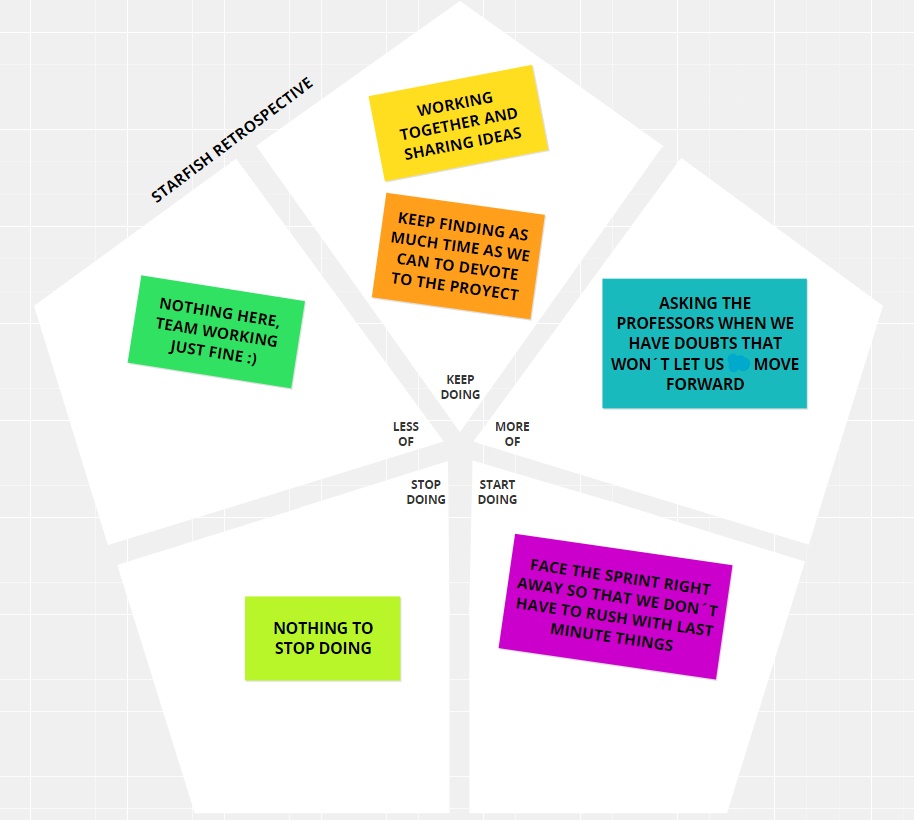 STARFISH RETROSPECTIVE
WORKING
TOGETHER AND
SHARING IDEAS
KEEP FINDING AS
MUCH TIME AS WE
CAN TO DEVOTE
TO THE PROYECT
KEEP
DOING
NOTHING HERE,
TEAM WORKING
JUST FINE :)
LESS
OF
ASKING THE
PROFESSORS WHEN WE
HAVE DOUBTS THAT
WON´T LET US MOVE
FORWARD
MORE
OF
STOP
DOING
NOTHING TO
STOP DOING
START
DOING
FACE THE SPRINT RIGHT
AWAY SO THAT WE DON´T
HAVE TO RUSH WITH LAST
MINUTE THINGS